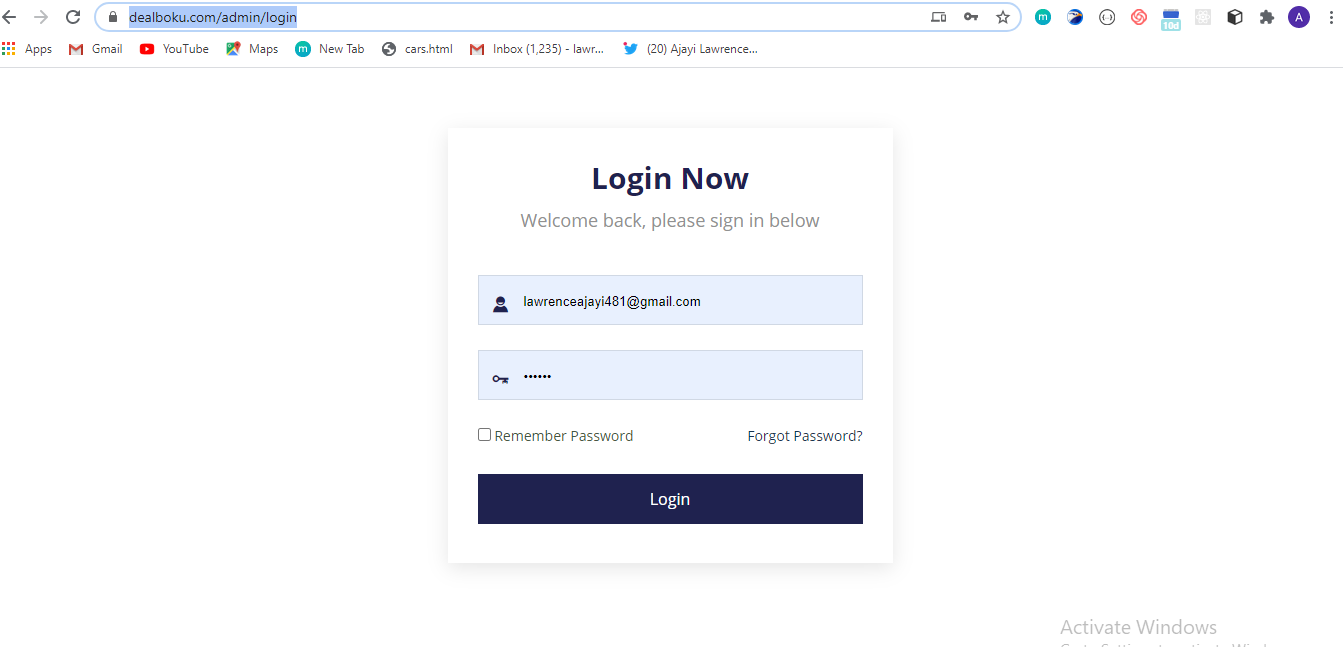 dealboku.com/admin/login
10d
A
Apps Gmail YouTube Maps m New Tab cars.html Inbox (1,235) - lawr... (20) Ajayi Lawrence...
Login Now
Welcome back, please sign in below
lawrenceajayi481@gmail.com
••••••
Remember Password Forgot Password?
Login
Activate Windows